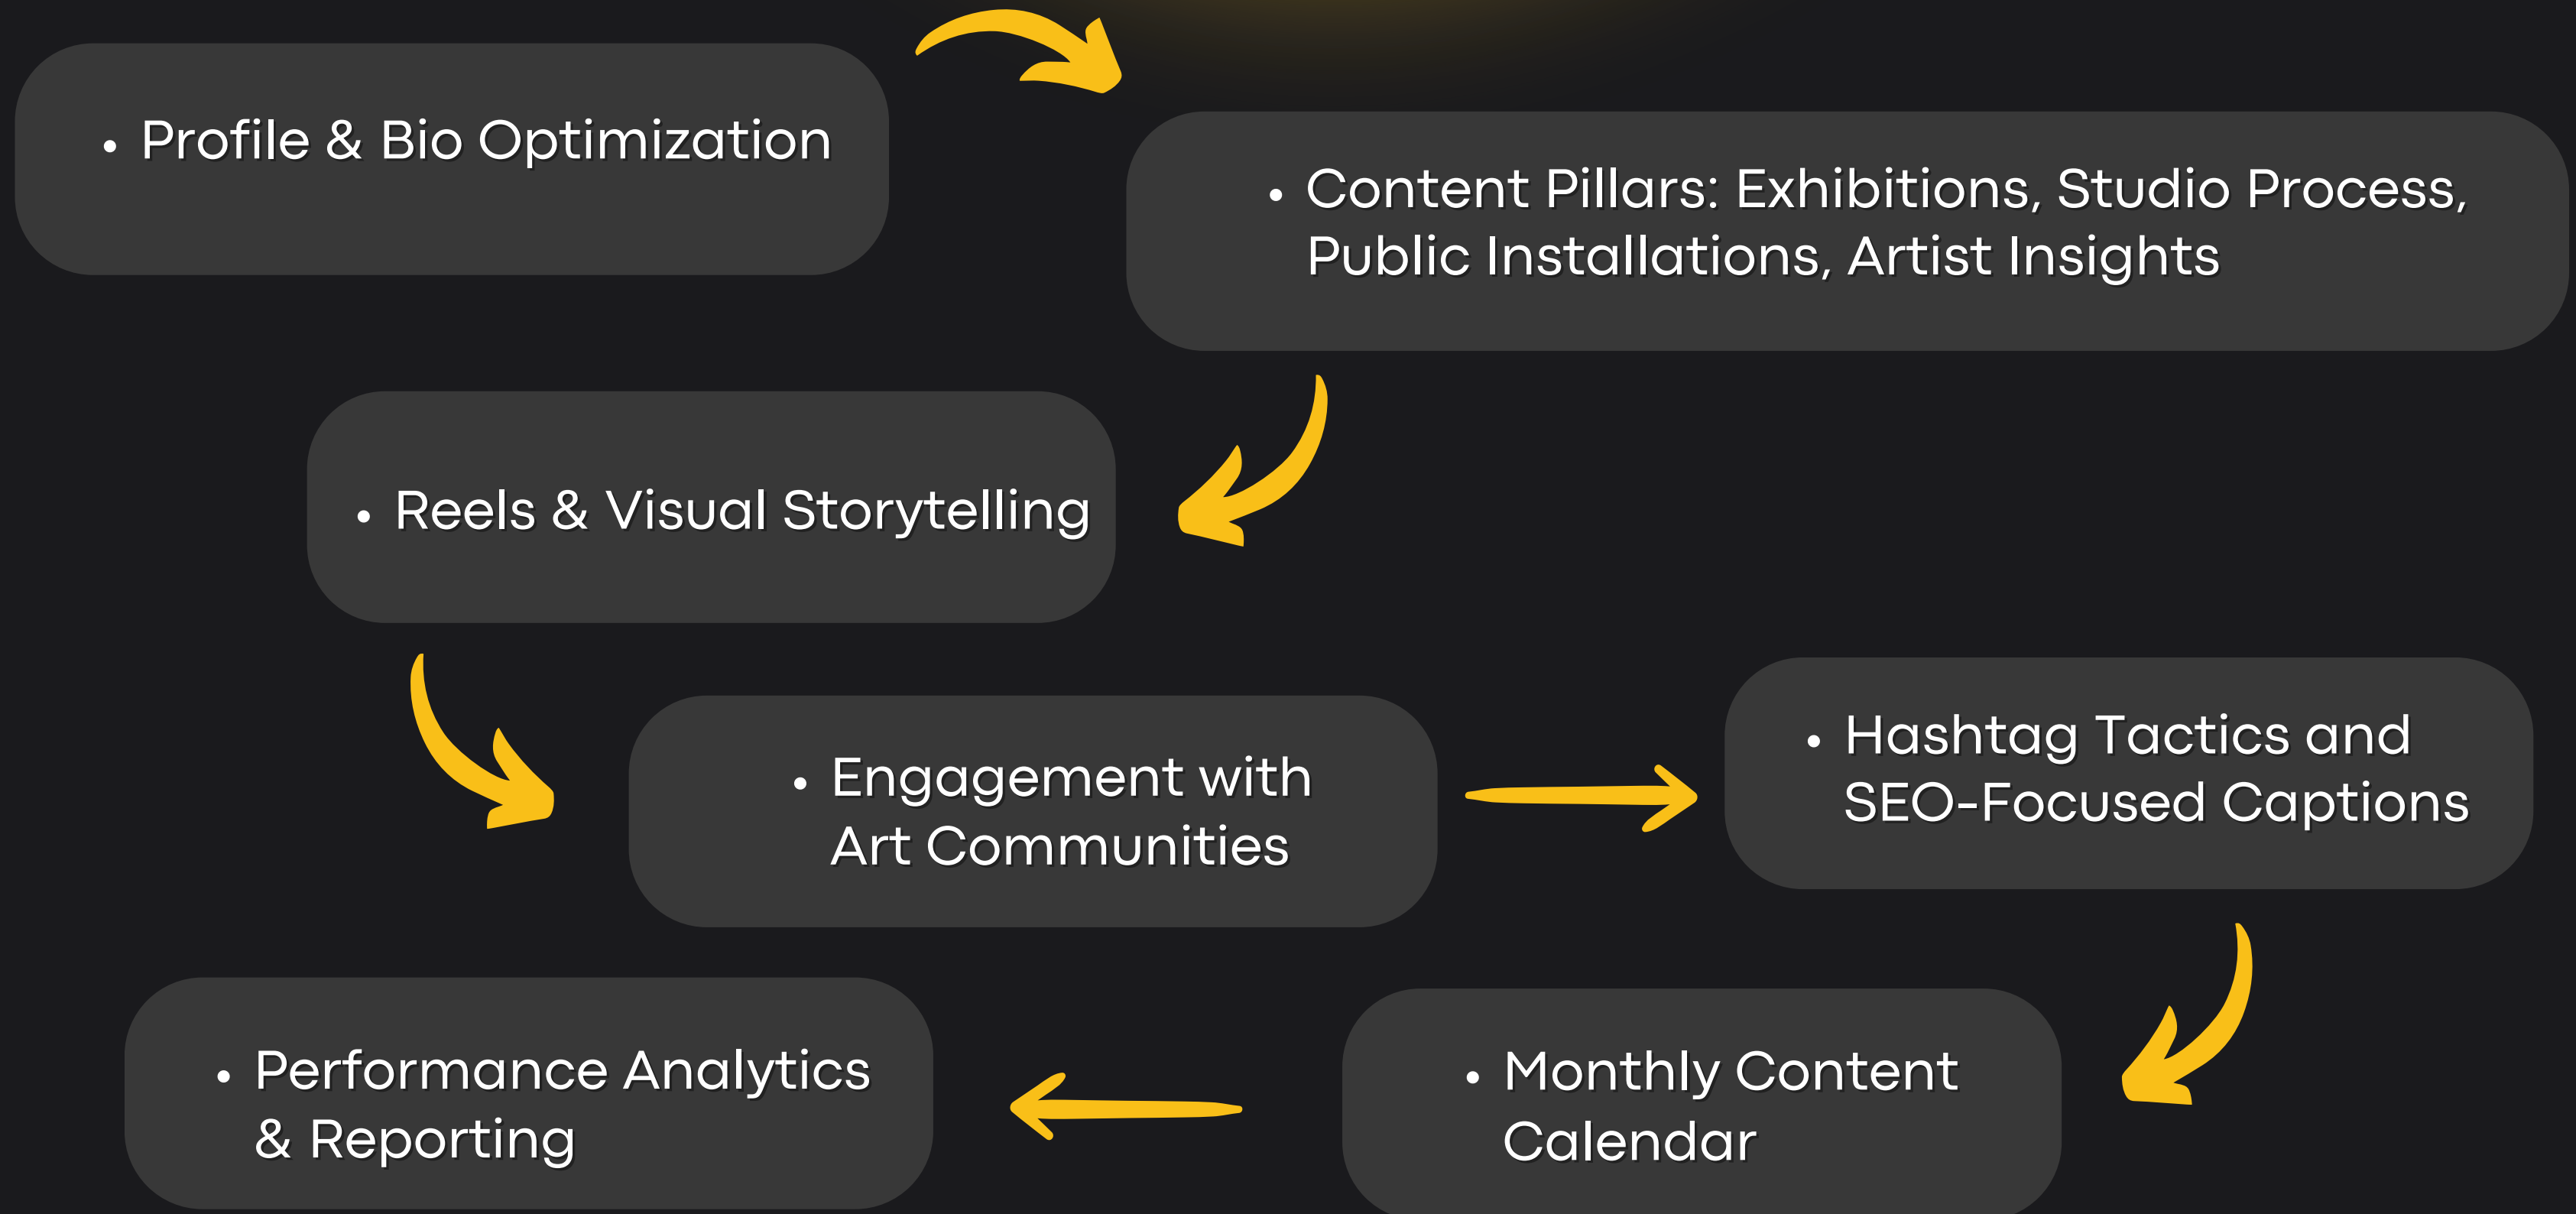 • Profile & Bio Optimization
• Content Pillars: Exhibitions, Studio Process,
Public Installations, Artist Insights
• Reels & Visual Storytelling
• Engagement with
Art Communities
• Hashtag Tactics and
SEO-Focused Captions
• Monthly Content
Calendar
• Performance Analytics
& Reporting